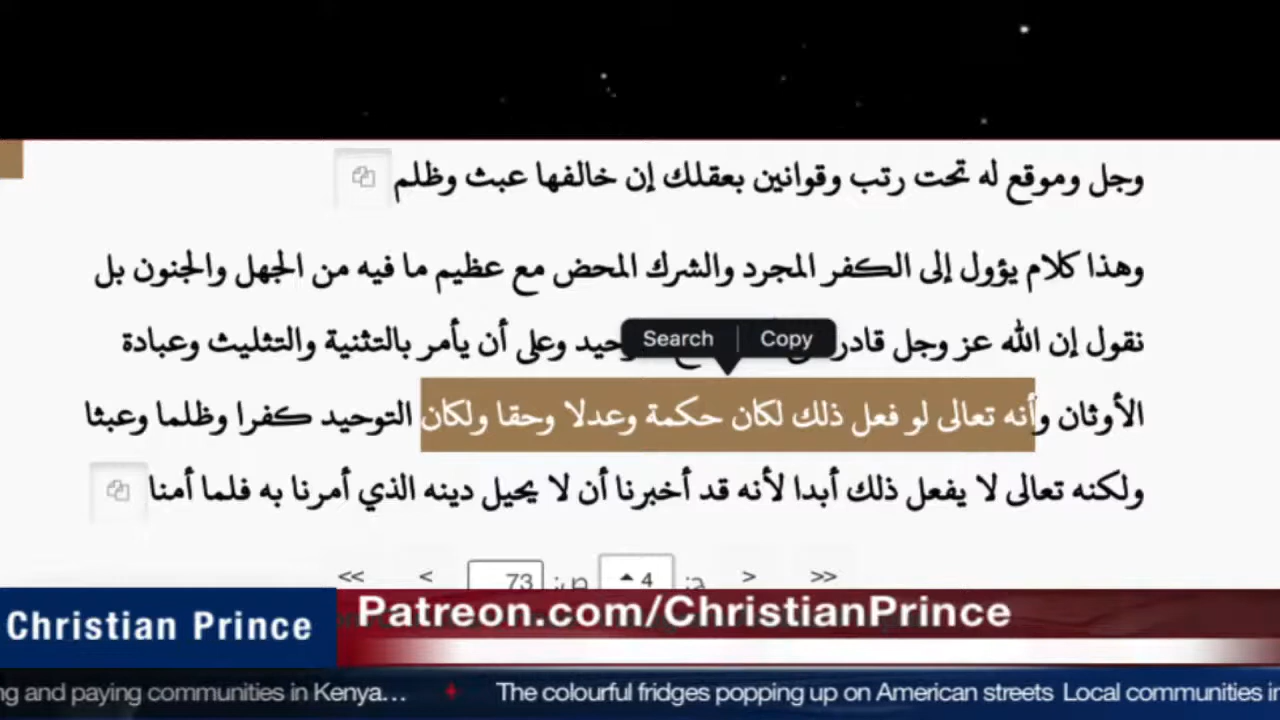 وجل وموقع له تحت رتب وقوانين بعقلك إن خالفها عبث وظلم
وهذا كلام يؤول إلى الكفر المجرد والشرك المحض مع عظيم ما فيه من الجهل والجنون بل
نقول إن الله عز وجل قادر
حيد وعلى أن يأمر بالتثنية والتثليث وعبادة
Search
Copy
الأوثان وأنه تعالى لو فعل ذلك لكان حكمة وعدلا وحقا ولكان التوحيد كفرا وظلما وعبثا
ولكنه تعالى لا يفعل ذلك أبدا لأنه قد أخبرنا أن لا يحيل دينه الذي أمرنا به فلما أمنا
<< < 73 ص: 4 ج: > >>
Christian Prince
Patreon.com/ChristianPrince
ng and paying communities in Kenya... The colourful fridges popping up on American streets Local communities in